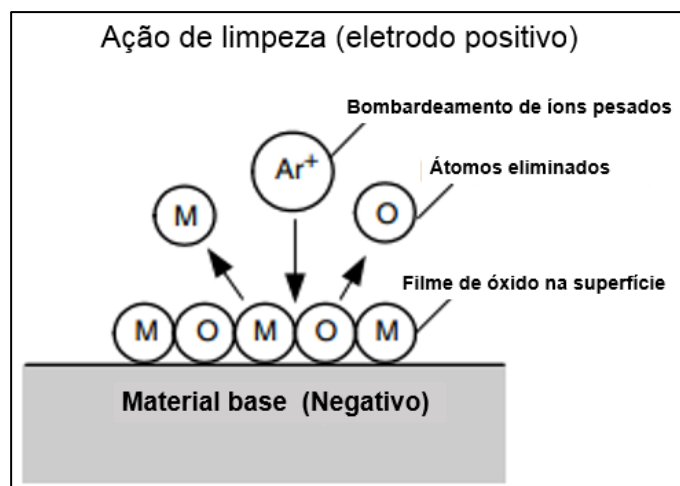 Ação de limpeza (eletrodo positivo)
Bombardeamento de íons pesados
Ar+
Átomos eliminados
M
O
Filme de óxido na superfície
M O M O M
Material base (Negativo)